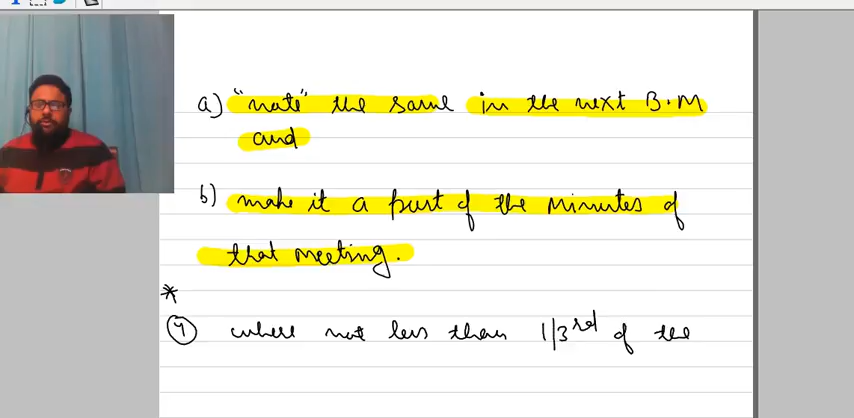 a) "note" the same in the next B.M
and
b) make it a part of the minutes of
that meeting.
*
4 where not less than 1/3rd of the